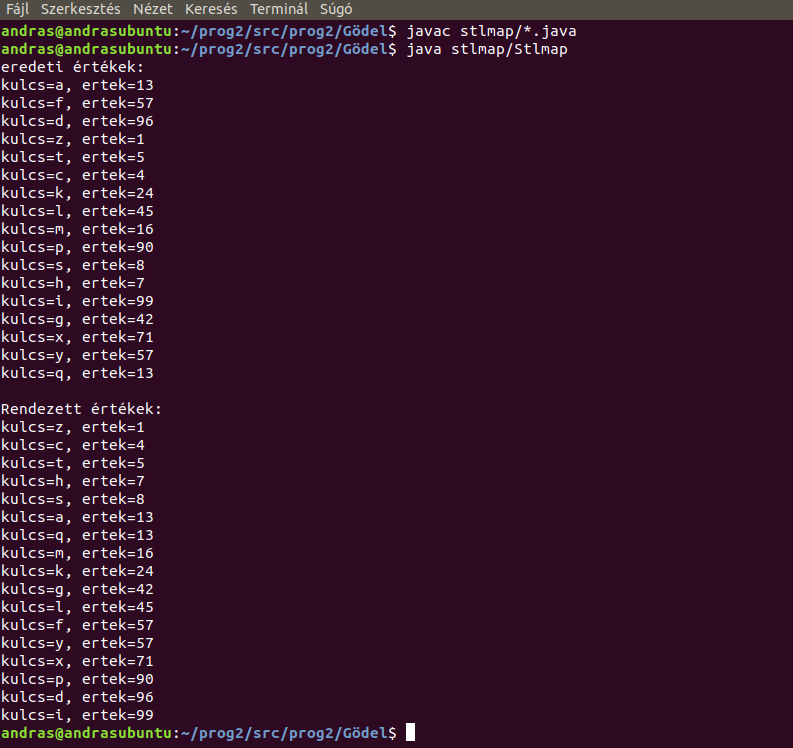 Fájl Szerkesztés Nézet Keresés Terminál Súgó
andras@andrasubuntu:~/prog2/src/prog2/Gödel$ javac stlmap/*.java
andras@andrasubuntu:~/prog2/src/prog2/Gödel$ java stlmap/Stlmap
eredeti értékek:
kulcs=a, ertek=13
kulcs=f, ertek=57
kulcs=d, ertek=96
kulcs=z, ertek=1
kulcs=t, ertek=5
kulcs=c, ertek=4
kulcs=k, ertek=24
kulcs=l, ertek=45
kulcs=m, ertek=16
kulcs=p, ertek=90
kulcs=s, ertek=8
kulcs=h, ertek=7
kulcs=i, ertek=99
kulcs=g, ertek=42
kulcs=x, ertek=71
kulcs=y, ertek=57
kulcs=q, ertek=13

Rendezett értékek:
kulcs=z, ertek=1
kulcs=c, ertek=4
kulcs=t, ertek=5
kulcs=h, ertek=7
kulcs=s, ertek=8
kulcs=a, ertek=13
kulcs=q, ertek=13
kulcs=m, ertek=16
kulcs=k, ertek=24
kulcs=g, ertek=42
kulcs=l, ertek=45
kulcs=f, ertek=57
kulcs=y, ertek=57
kulcs=x, ertek=71
kulcs=p, ertek=90
kulcs=d, ertek=96
kulcs=i, ertek=99
andras@andrasubuntu:~/prog2/src/prog2/Gödel$